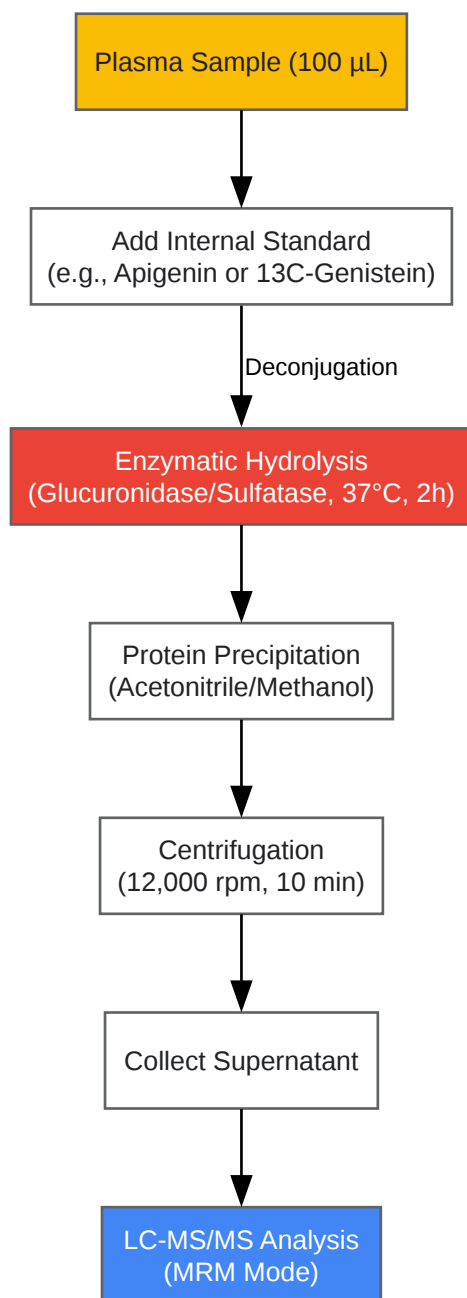 Plasma Sample (100 µL)
Add Internal Standard
(e.g., Apigenin or 13C-Genistein)
Deconjugation
Enzymatic Hydrolysis
(Glucuronidase/Sulfatase, 37°C, 2h)
Protein Precipitation
(Acetonitrile/Methanol)
Centrifugation
(12,000 rpm, 10 min)
Collect Supernatant
LC-MS/MS Analysis
(MRM Mode)